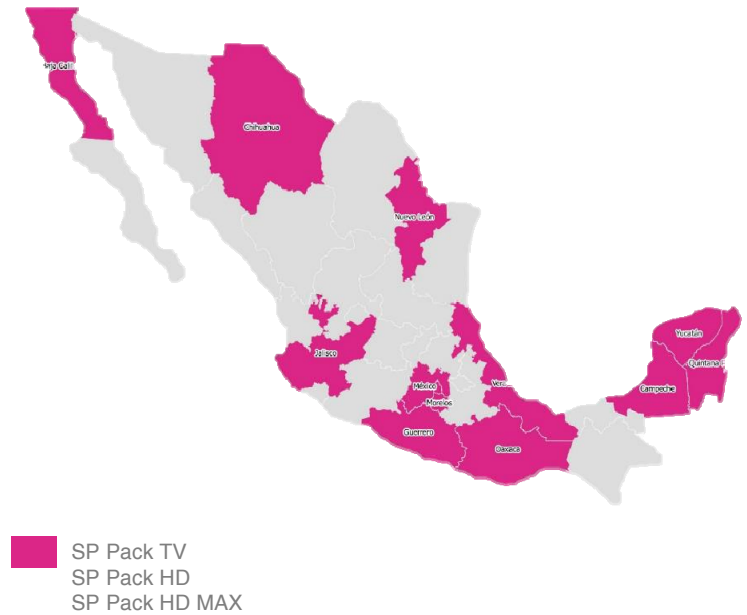 Chihuahua
Nuevo León
Yucatán
Quintana
Jalisco
México
Campeche
Morelos
Guerrero
Oaxaca
SP Pack TV
SP Pack HD
SP Pack HD MAX